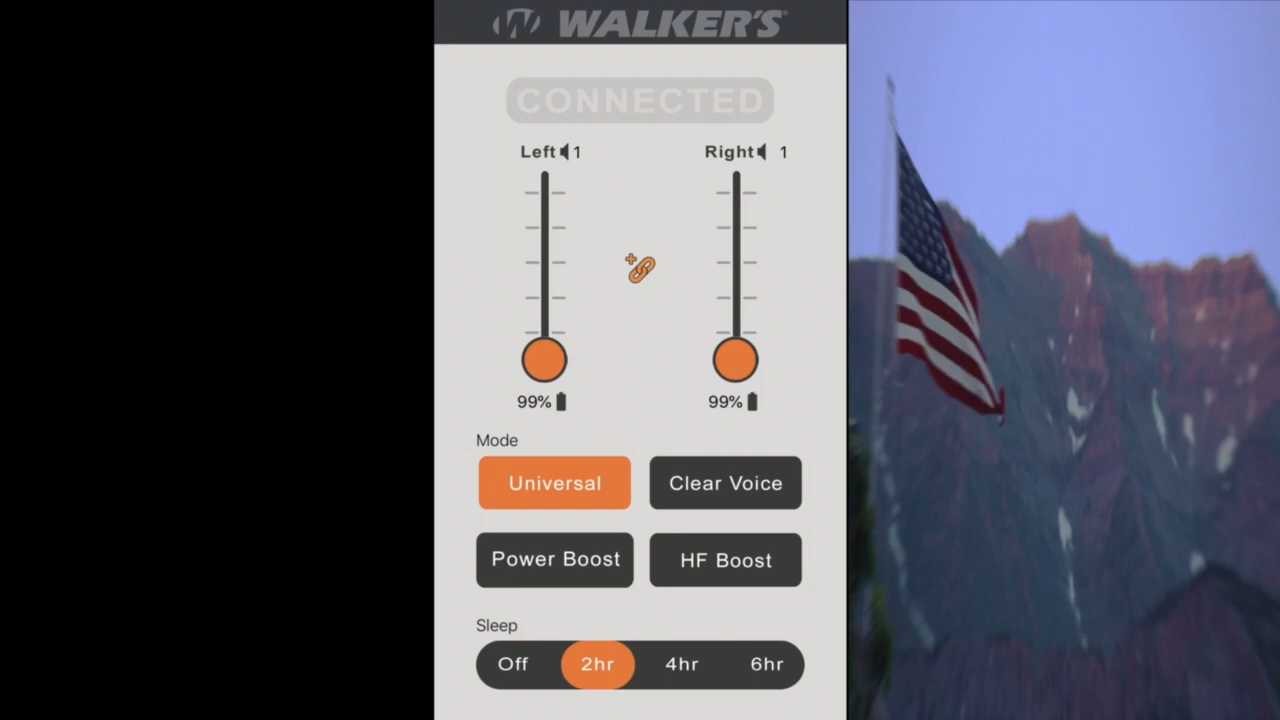 WALKER'S
CONNECTED
Left 1
Right 1
99%
99%
Mode
Universal
Clear Voice
Power Boost
HF Boost
Sleep
Off 2hr 4hr 6hr